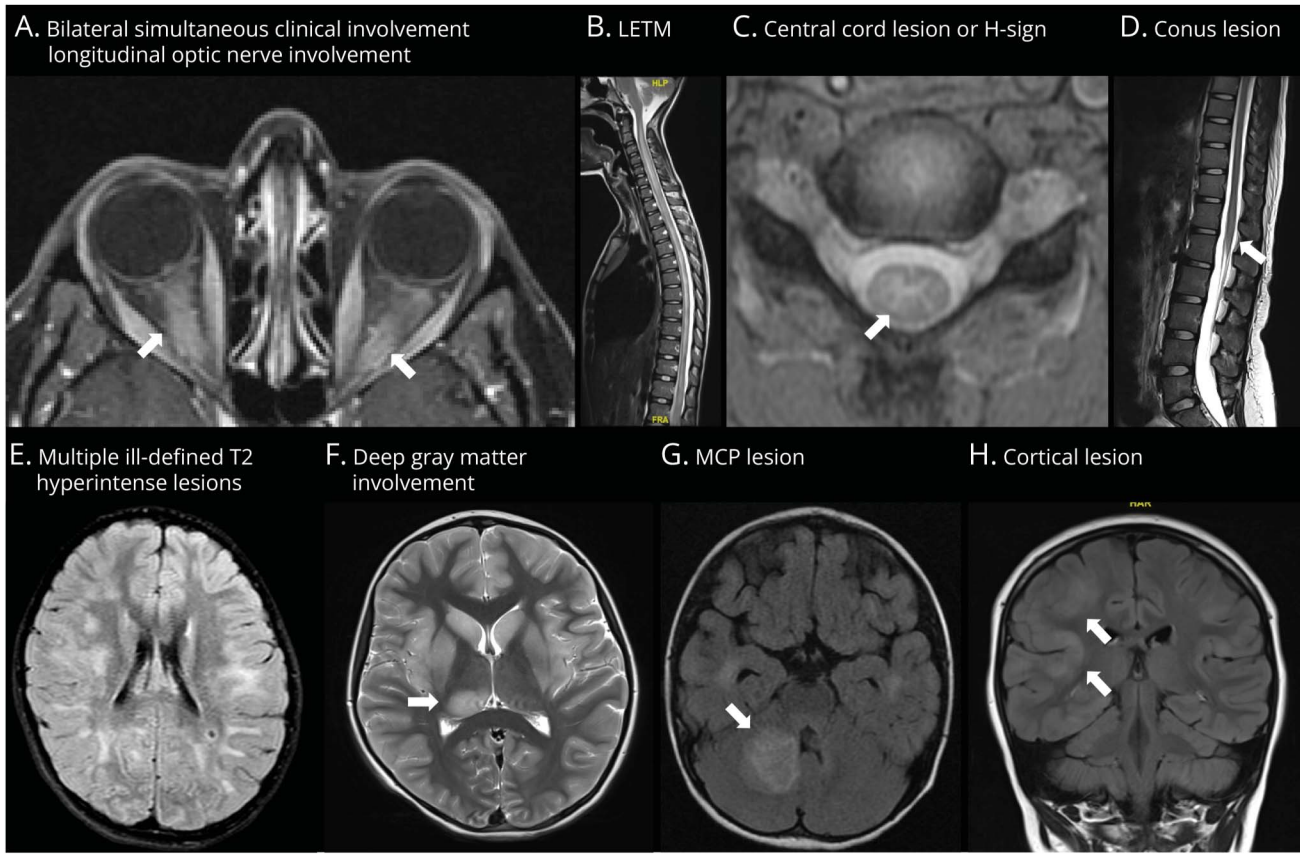 A. Bilateral simultaneous clinical involvement
longitudinal optic nerve involvement
B. LETM
C. Central cord lesion or H-sign
D. Conus lesion
HLP
FRA
E. Multiple ill-defined T2
hyperintense lesions
F. Deep gray matter
involvement
G. MCP lesion
H. Cortical lesion
HAR